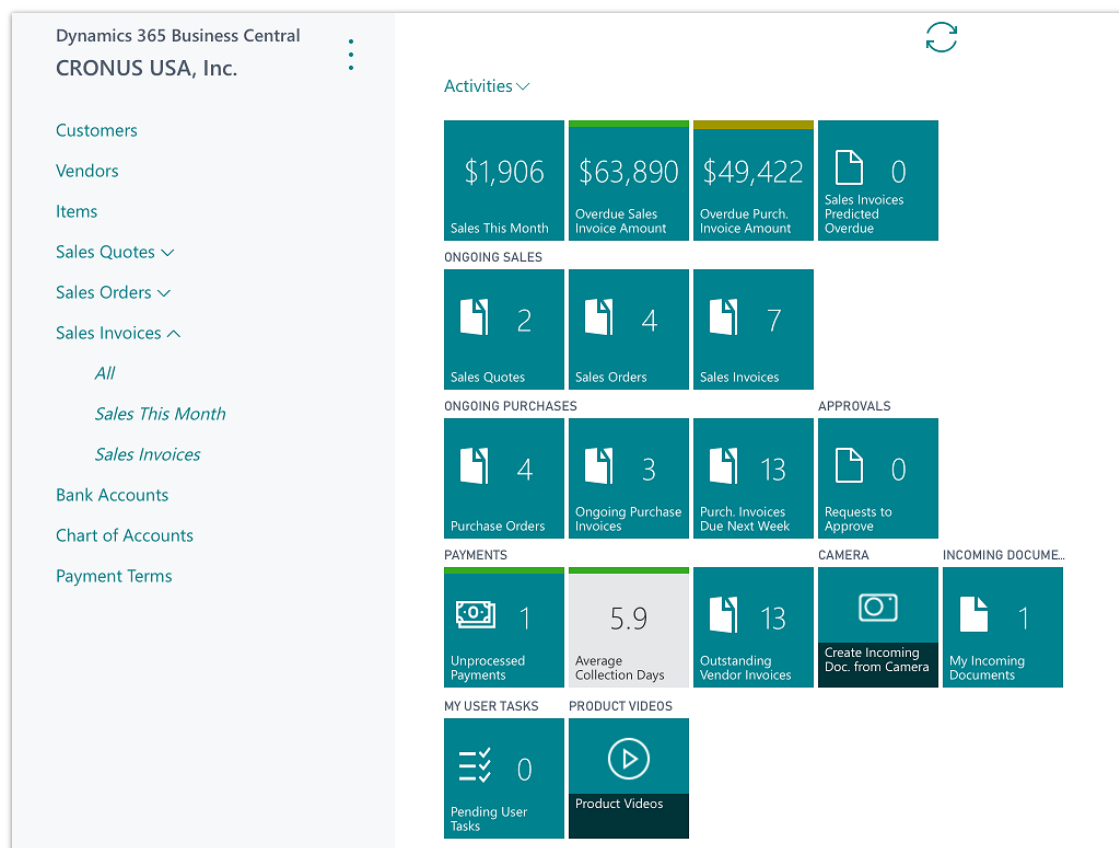 Dynamics 365 Business Central
CRONUS USA, Inc.
Customers
Vendors
Items
Sales Quotes
Sales Orders
Sales Invoices
All
Sales This Month
Sales Invoices
Bank Accounts
Chart of Accounts
Payment Terms
Activities
$1,906
Sales This Month
$63,890
Overdue Sales
Invoice Amount
$49,422
Overdue Purch.
Invoice Amount
0
Sales Invoices
Predicted
Overdue
ONGOING SALES
2
Sales Quotes
4
Sales Orders
7
Sales Invoices
ONGOING PURCHASES
4
Purchase Orders
3
Ongoing Purchase
Invoices
13
Purch. Invoices
Due Next Week
APPROVALS
0
Requests to
Approve
PAYMENTS
1
Unprocessed
Payments
5.9
Average
Collection Days
13
Outstanding
Vendor Invoices
CAMERA
Create Incoming
Doc. from Camera
INCOMING DOCUME...
1
My Incoming
Documents
MY USER TASKS
0
Pending User
Tasks
PRODUCT VIDEOS
Product Videos